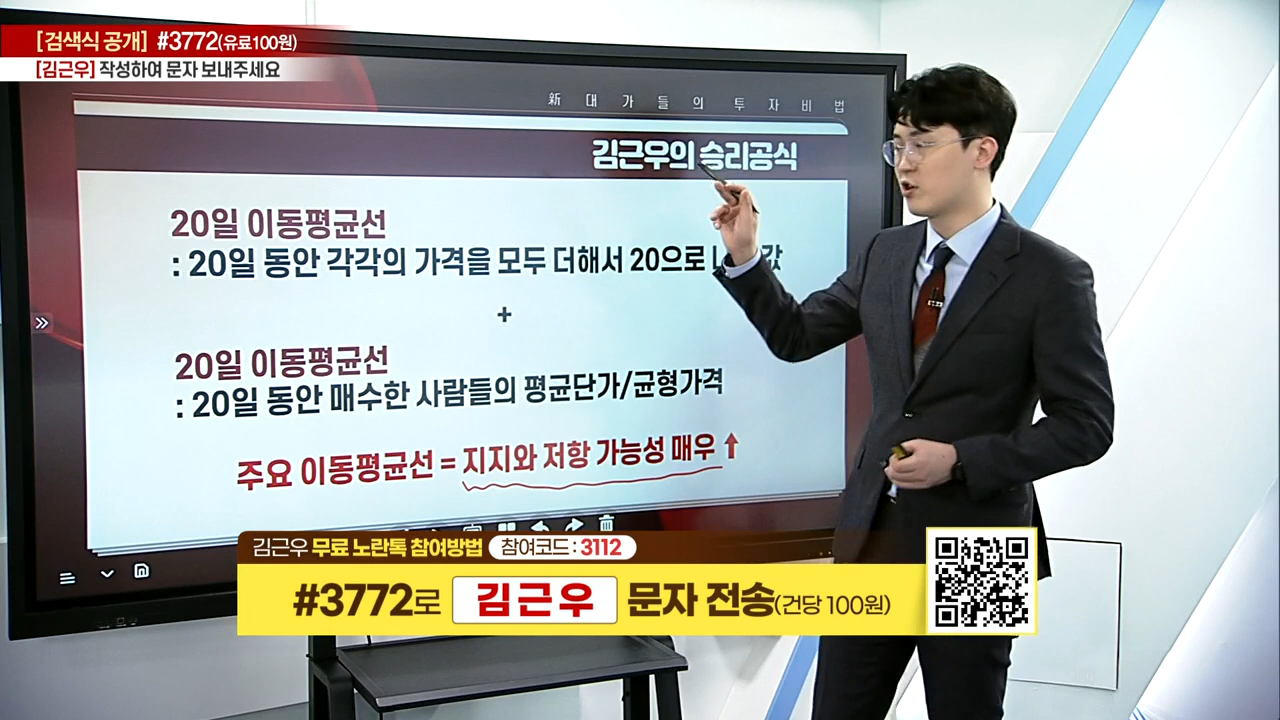 [검색식 공개] #3772(유료100원)
[김근우] 작성하여 문자 보내주세요
新 대가들의 투자비법
김근우의 승리공식
20일 이동평균선
: 20일 동안 각각의 가격을 모두 더해서 20으로 값
+
20일 이동평균선
: 20일 동안 매수한 사람들의 평균단가/균형가격
주요 이동평균선 = 지지와 저항 가능성 매우 ↑
김근우 무료 노란톡 참여방법 참여코드 : 3112
#3772로 김근우 문자 전송(건당 100원)